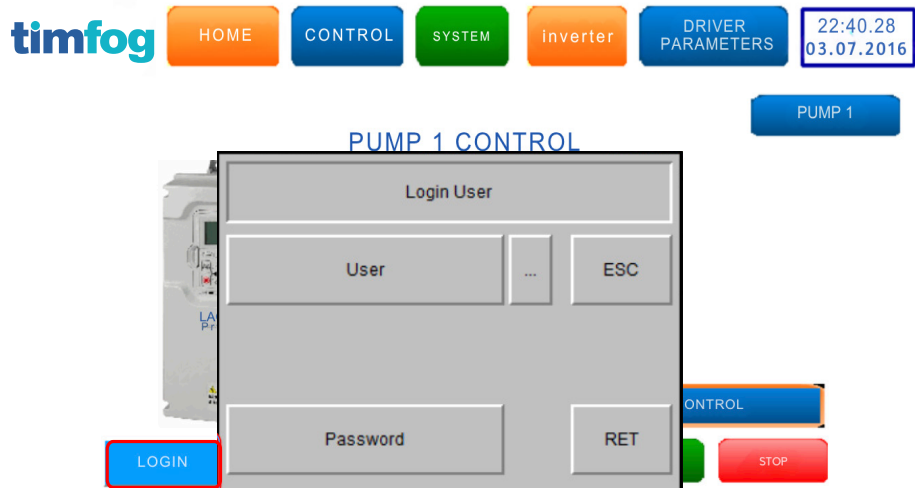 timfog
HOME
CONTROL
SYSTEM
inverter
DRIVER
PARAMETERS
22:40.28
03.07.2016
PUMP 1
PUMP 1 CONTROL
Login User
User
...
ESC
LA
ONTROL
Password
RET
LOGIN
STOP